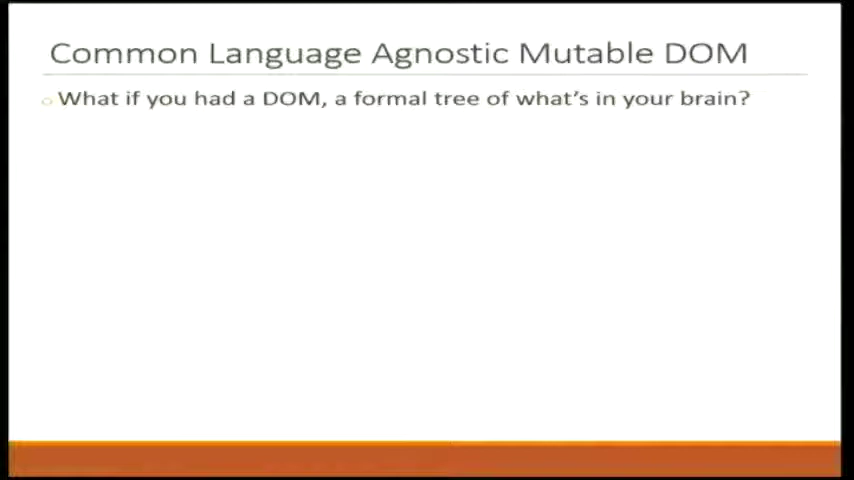 Common Language Agnostic Mutable DOM
What if you had a DOM, a formal tree of what's in your brain?